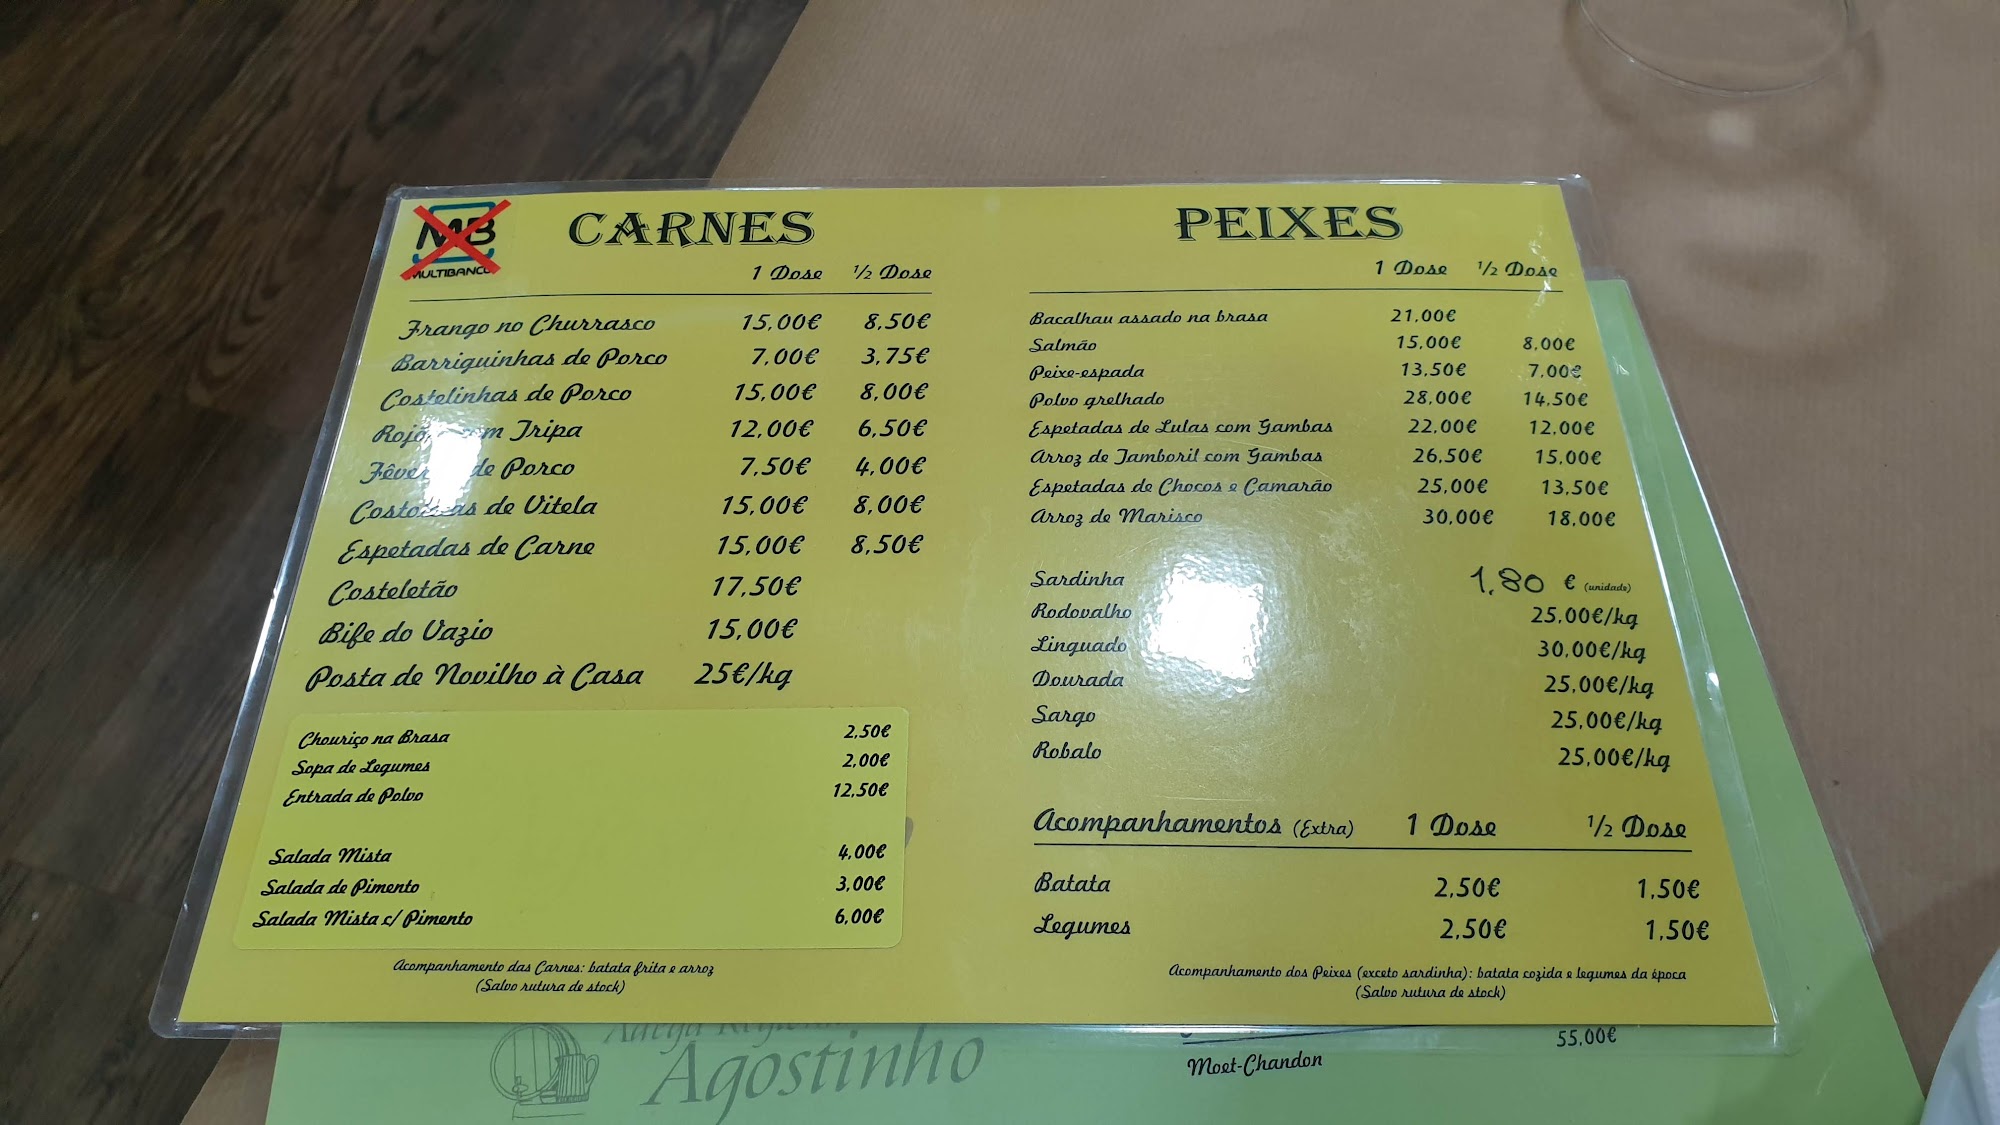 MB
MULTIBANCO
CARNES
1 Dose ½ Dose
Frango no Churrasco 15,00€ 8,50€
Barriguinhas de Porco 7,00€ 3,75€
Costelinhas de Porco 15,00€ 8,00€
Tripa 12,00€ 6,50€
de Porco 7,50€ 4,00€
de Vitela 15,00€ 8,00€
Espetadas de Carne 15,00€ 8,50€
Costeletão 17,50€
Bife do Vazio 15,00€
Posta de Novilho à Casa 25€/kg
Chouriço na Brasa 2,50€
Sopa de Legumes 2,00€
Entrada de Polvo 12,50€
Salada Mista 4,00€
Salada de Pimento 3,00€
Salada Mista c/ Pimento 6,00€
Acompanhamento das Carnes: batata frita e arroz
(Salvo rutura de stock)
PEIXES
1 Dose ½ Dose
Bacalhau assado na brasa 21,00€
Salmão 15,00€ 8,00€
Peixe-espada 13,50€ 7,00€
Polvo grelhado 28,00€ 14,50€
Espetadas de Lulas com Gambas 22,00€ 12,00€
Arroz de Tamboril com Gambas 26,50€ 15,00€
Espetadas de Chocos e Camarão 25,00€ 13,50€
Arroz de Marisco 30,00€ 18,00€
Sardinha 1,80 € (unidade)
Rodovalho 25,00€/kg
Linguado 30,00€/kg
Dourada 25,00€/kg
Sargo 25,00€/kg
Robalo 25,00€/kg
Acompanhamentos (Extra) 1 Dose ½ Dose
Batata 2,50€ 1,50€
Legumes 2,50€ 1,50€
Acompanhamento dos Peixes (exceto sardinha): batata cozida e legumes da época
(Salvo rutura de stock)
Agostinho
55,00€
Moet-Chandon